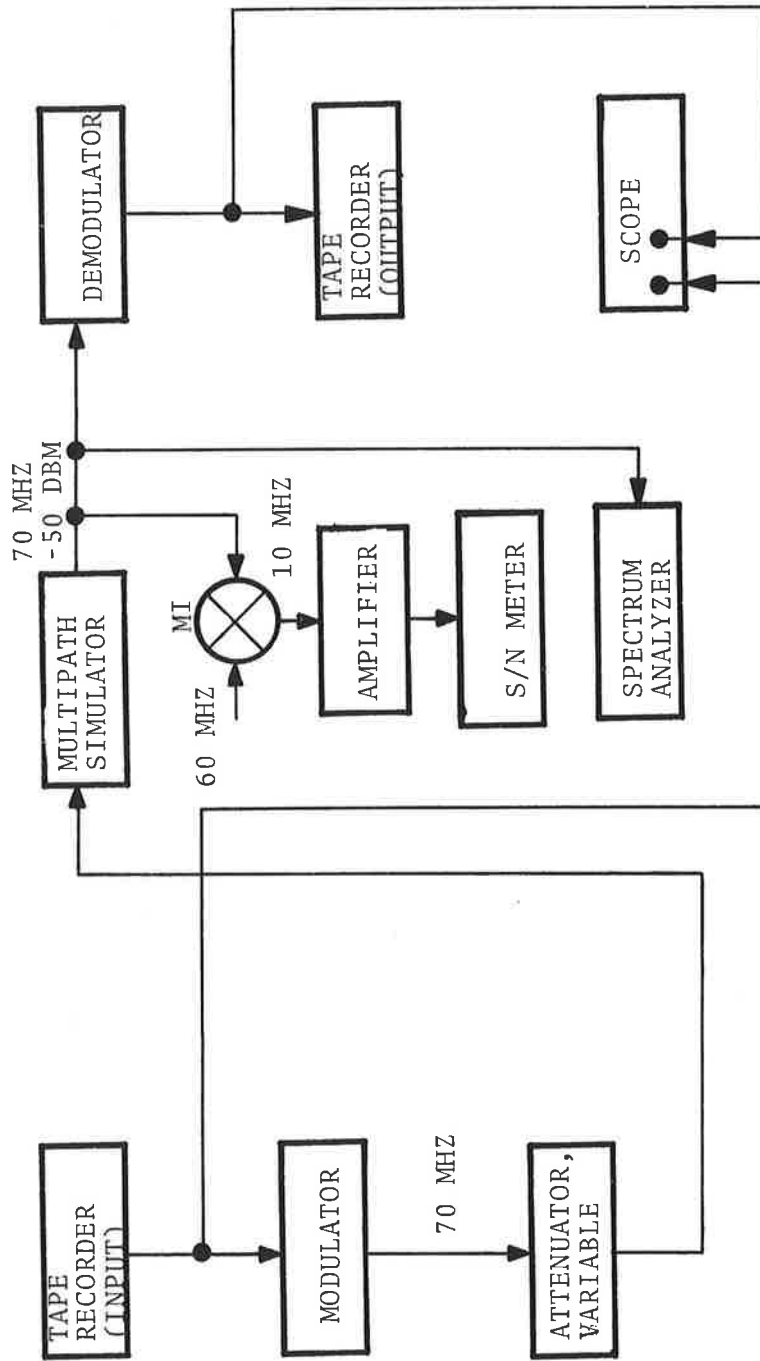 TAPE
RECORDER
(INPUT)
MODULATOR
70 MHZ
ATTENUATOR,
VARIABLE
MULTIPATH
SIMULATOR
70 MHZ
-50 DBM
60 MHZ
MI
10 MHZ
AMPLIFIER
S/N METER
SPECTRUM
ANALYZER
DEMODULATOR
TAPE
RECORDER
(OUTPUT)
SCOPE